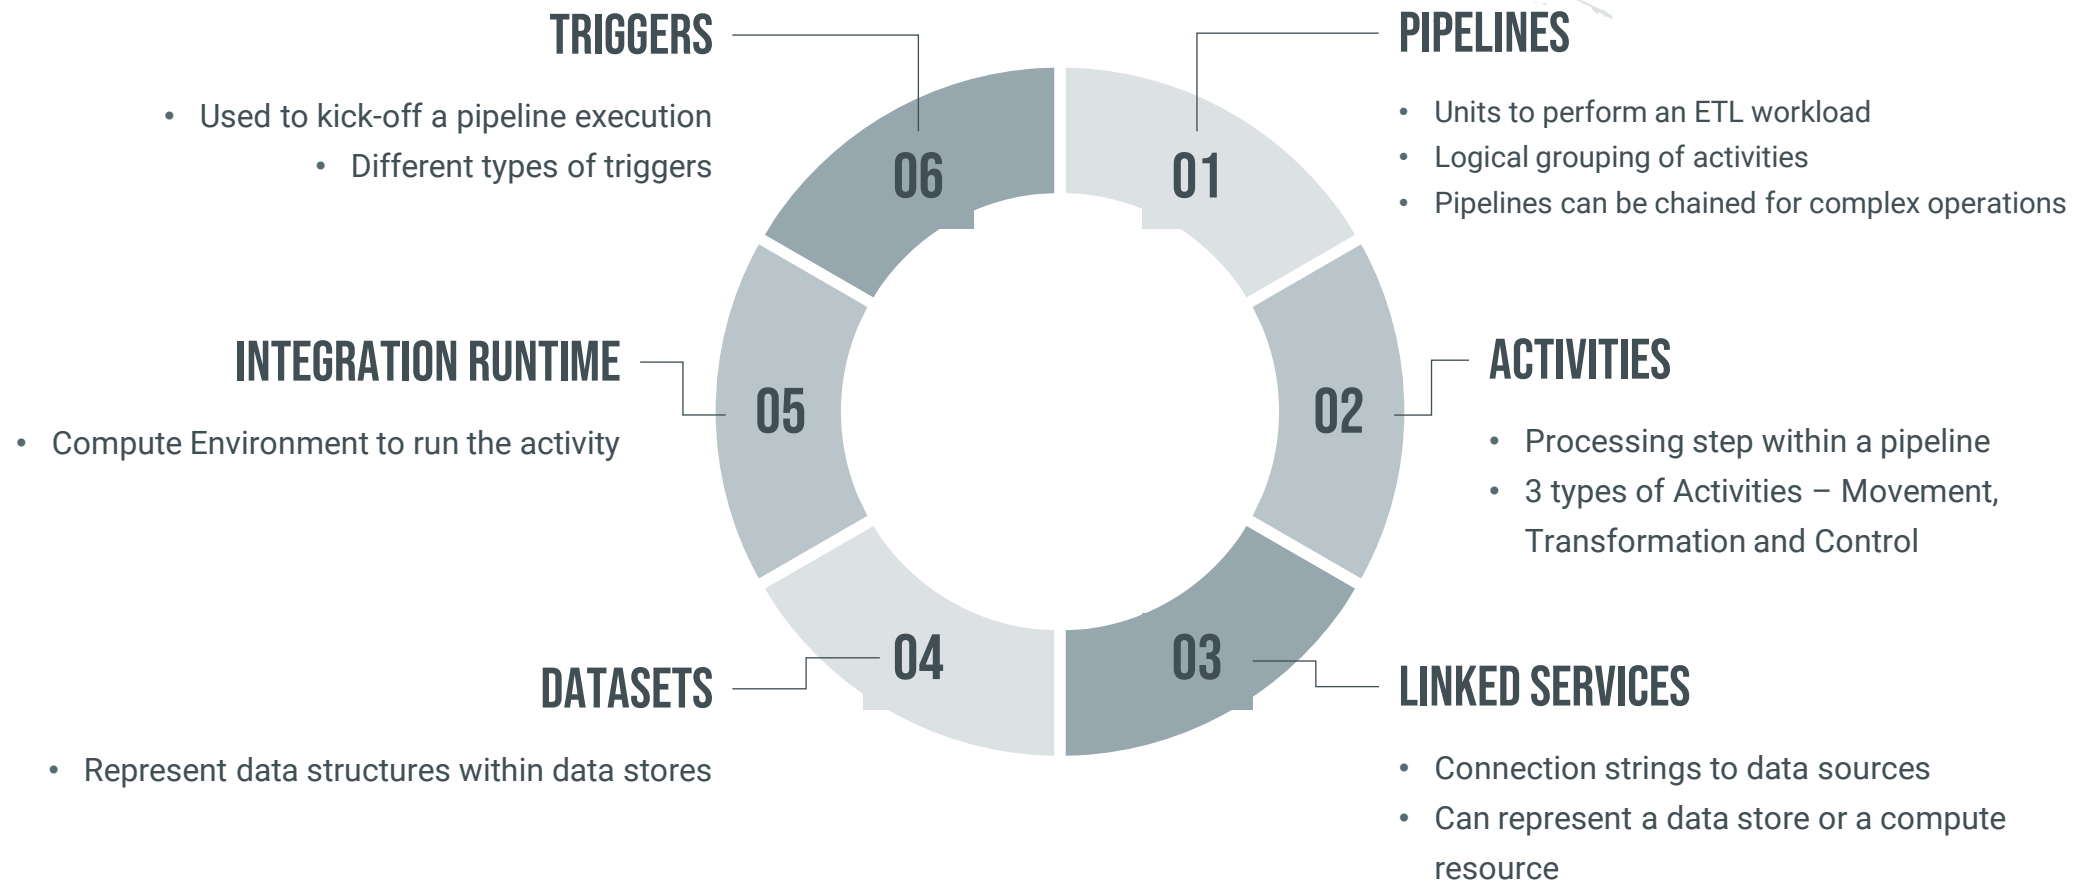 TRIGGERS
• Used to kick-off a pipeline execution
• Different types of triggers
06
PIPELINES
• Units to perform an ETL workload
• Logical grouping of activities
• Pipelines can be chained for complex operations
01
INTEGRATION RUNTIME
• Compute Environment to run the activity
05
ACTIVITIES
• Processing step within a pipeline
• 3 types of Activities – Movement,
Transformation and Control
02
DATASETS
• Represent data structures within data stores
04
LINKED SERVICES
• Connection strings to data sources
• Can represent a data store or a compute
resource
03